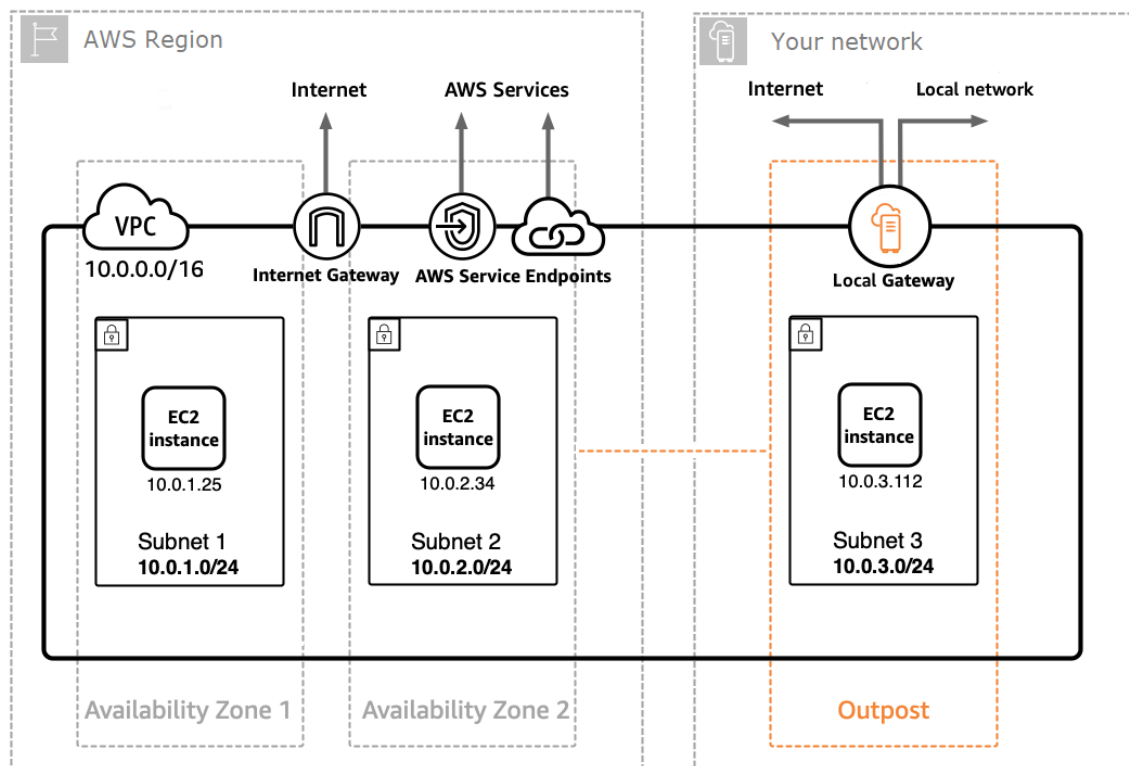 AWS Region
Your network
Internet
AWS Services
Internet
Local network
VPC
10.0.0.0/16
Internet Gateway
AWS Service Endpoints
Local Gateway
EC2
instance
10.0.1.25
Subnet 1
10.0.1.0/24
EC2
instance
10.0.2.34
Subnet 2
10.0.2.0/24
EC2
instance
10.0.3.112
Subnet 3
10.0.3.0/24
Availability Zone 1
Availability Zone 2
Outpost